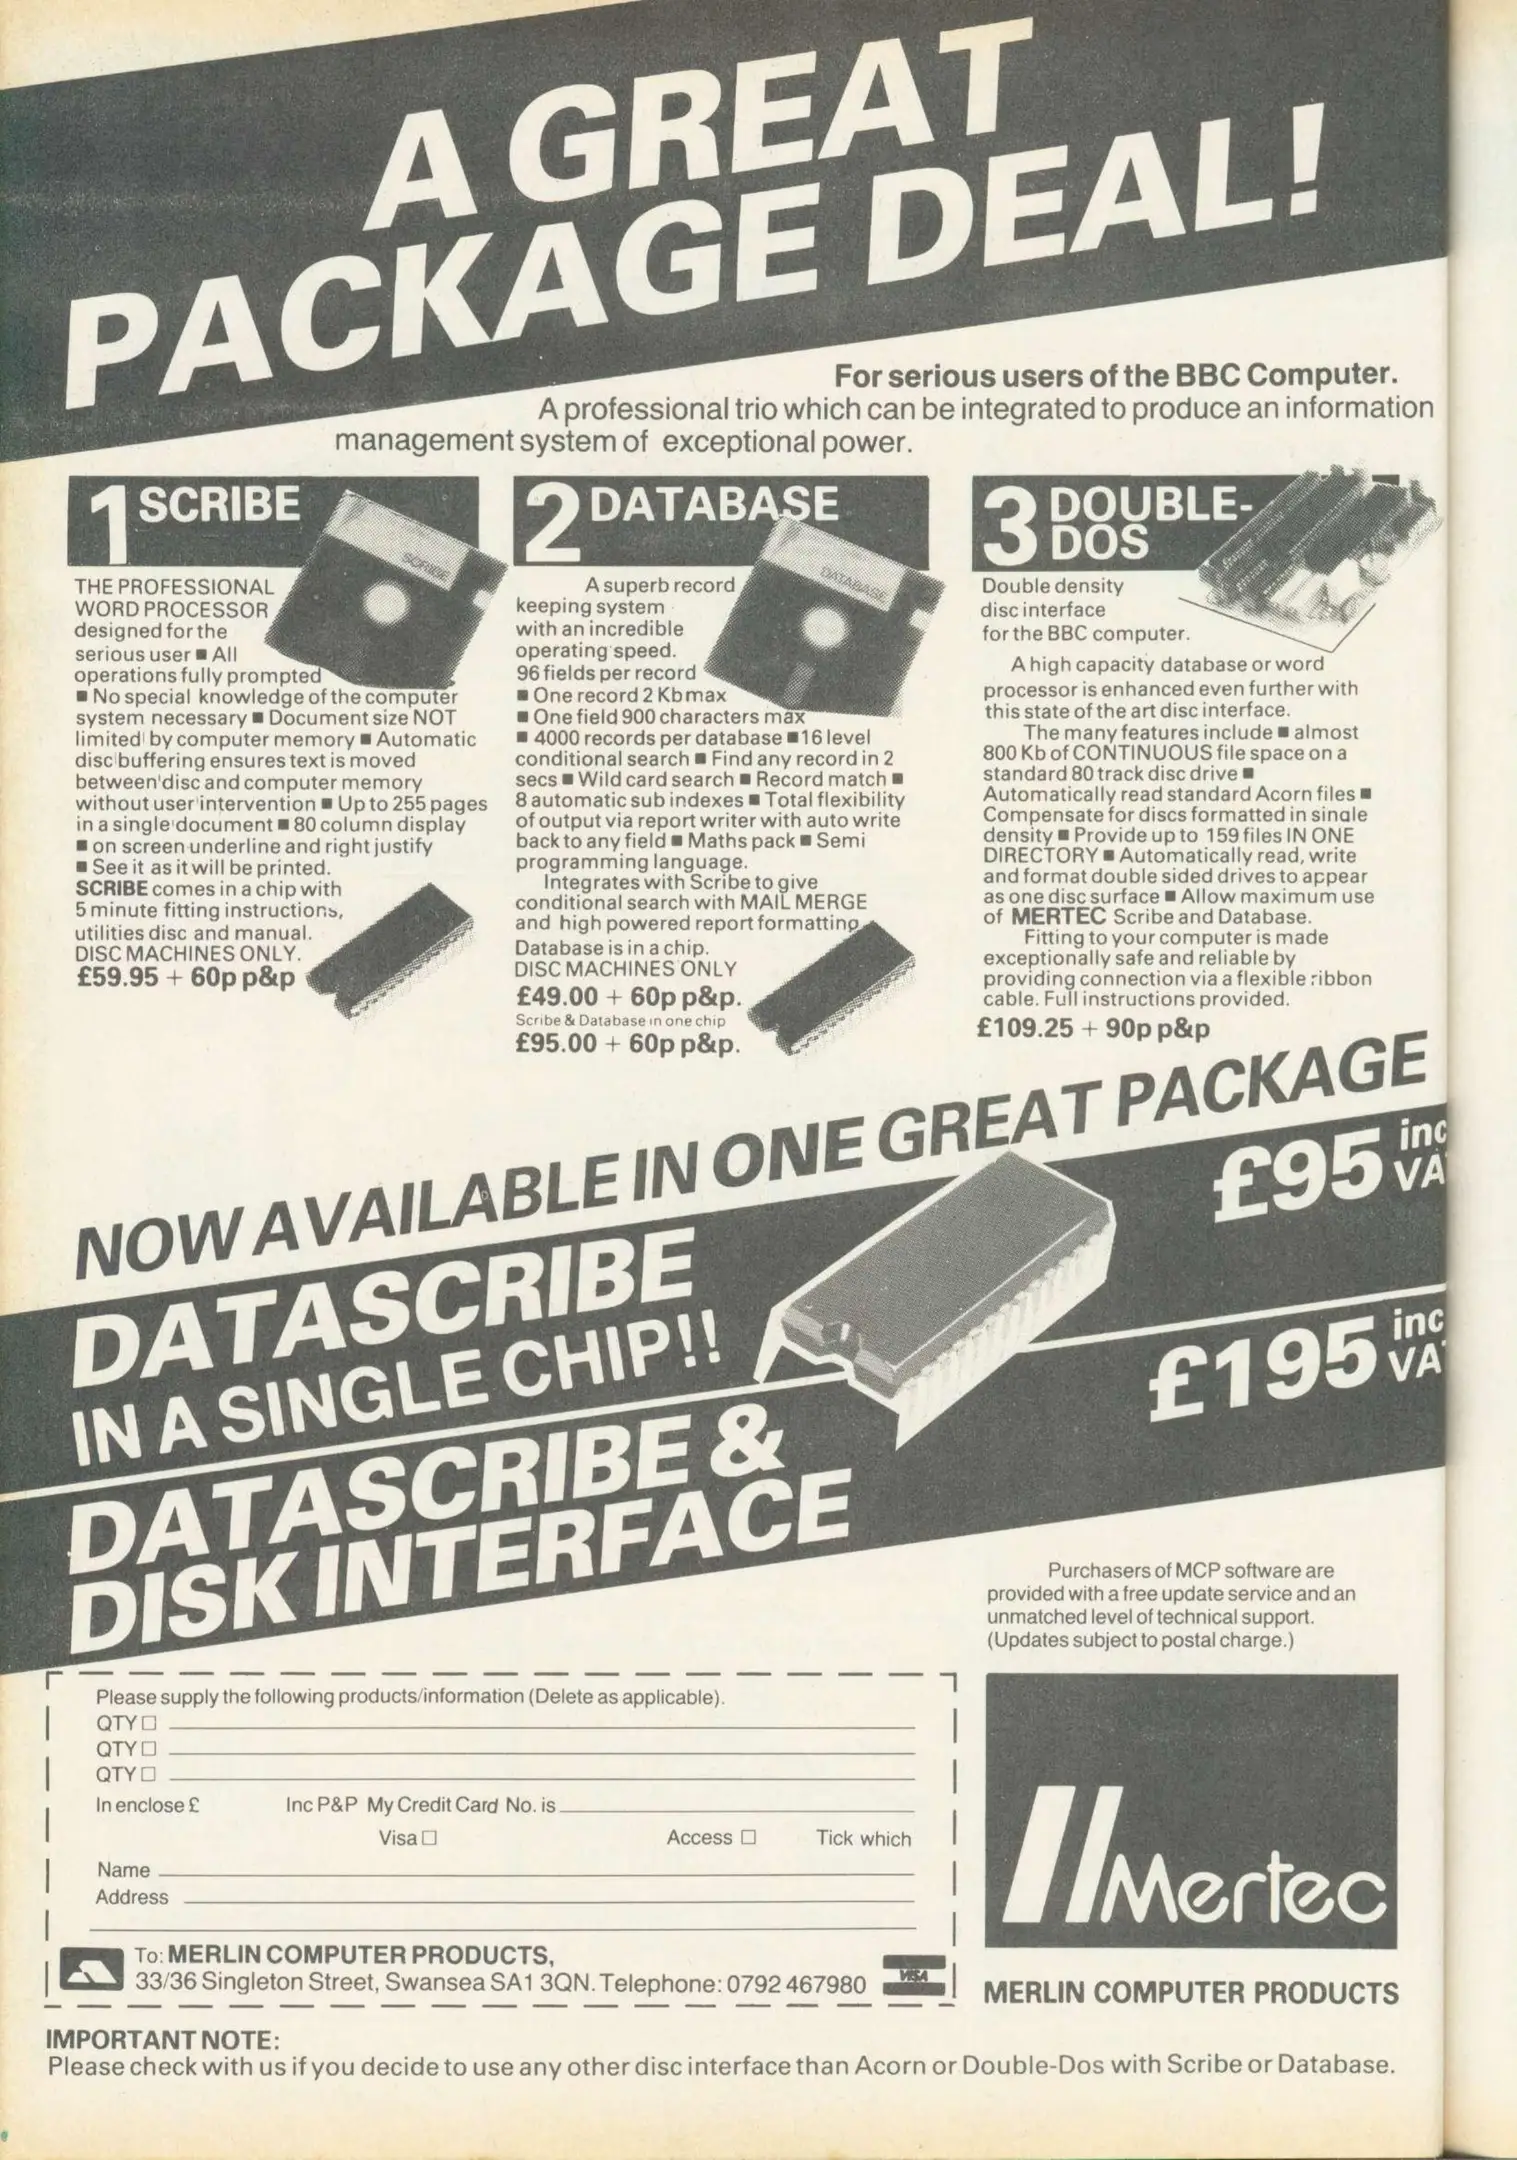 A GREAT
PACKAGE DEAL!
For serious users of the BBC Computer.
A professional trio which can be integrated to produce an information
management system of exceptional power.
1 SCRIBE
SCRIBE
THE PROFESSIONAL
WORD PROCESSOR
designed for the
serious user ■ All
operations fully prompted
■ No special knowledge of the computer
system necessary ■ Document size NOT
limited by computer memory ■ Automatic
disc buffering ensures text is moved
between disc and computer memory
without user intervention ■ Up to 255 pages
in a single document ■ 80 column display
■ on screen underline and right justify
■ See it as it will be printed.
SCRIBE comes in a chip with
5 minute fitting instructions,
utilities disc and manual.
DISC MACHINES ONLY.
£59.95 + 60p p&p
2 DATABASE
DATABASE
A superb record
keeping system
with an incredible
operating speed.
96 fields per record
■ One record 2 Kb max
■ One field 900 characters max
■ 4000 records per database ■ 16 level
conditional search ■ Find any record in 2
secs ■ Wild card search ■ Record match ■
8 automatic sub indexes ■ Total flexibility
of output via report writer with auto write
back to any field ■ Maths pack ■ Semi
programming language.
Integrates with Scribe to give
conditional search with MAIL MERGE
and high powered report formatting
Database is in a chip.
DISC MACHINES ONLY
£49.00 + 60p p&p.
Scribe & Database in one chip
£95.00 + 60p p&p.
3 DOUBLE-
DOS
Double density
disc interface
for the BBC computer.
A high capacity database or word
processor is enhanced even further with
this state of the art disc interface.
The many features include ■ almost
800 Kb of CONTINUOUS file space on a
standard 80 track disc drive ■
Automatically read standard Acorn files ■
Compensate for discs formatted in single
density ■ Provide up to 159 files IN ONE
DIRECTORY ■ Automatically read, write
and format double sided drives to appear
as one disc surface ■ Allow maximum use
of MERTEC Scribe and Database.
Fitting to your computer is made
exceptionally safe and reliable by
providing connection via a flexible ribbon
cable. Full instructions provided.
£109.25 + 90p p&p
NOW AVAILABLE IN ONE GREAT PACKAGE
DATASCRIBE
IN A SINGLE CHIP!!
£95 inc
VAT
DATASCRIBE &
DISK INTERFACE
£195 inc
VAT
Purchasers of MCP software are
provided with a free update service and an
unmatched level of technical support.
(Updates subject to postal charge.)
Please supply the following products/information (Delete as applicable).
QTY □
QTY □
QTY □
In enclose £ Inc P&P My Credit Card No. is
Visa □ Access □ Tick which
Name
Address
To: MERLIN COMPUTER PRODUCTS,
33/36 Singleton Street, Swansea SA1 3QN. Telephone: 0792 467980
VISA
Mertec
MERLIN COMPUTER PRODUCTS
IMPORTANT NOTE:
Please check with us if you decide to use any other disc interface than Acorn or Double-Dos with Scribe or Database.